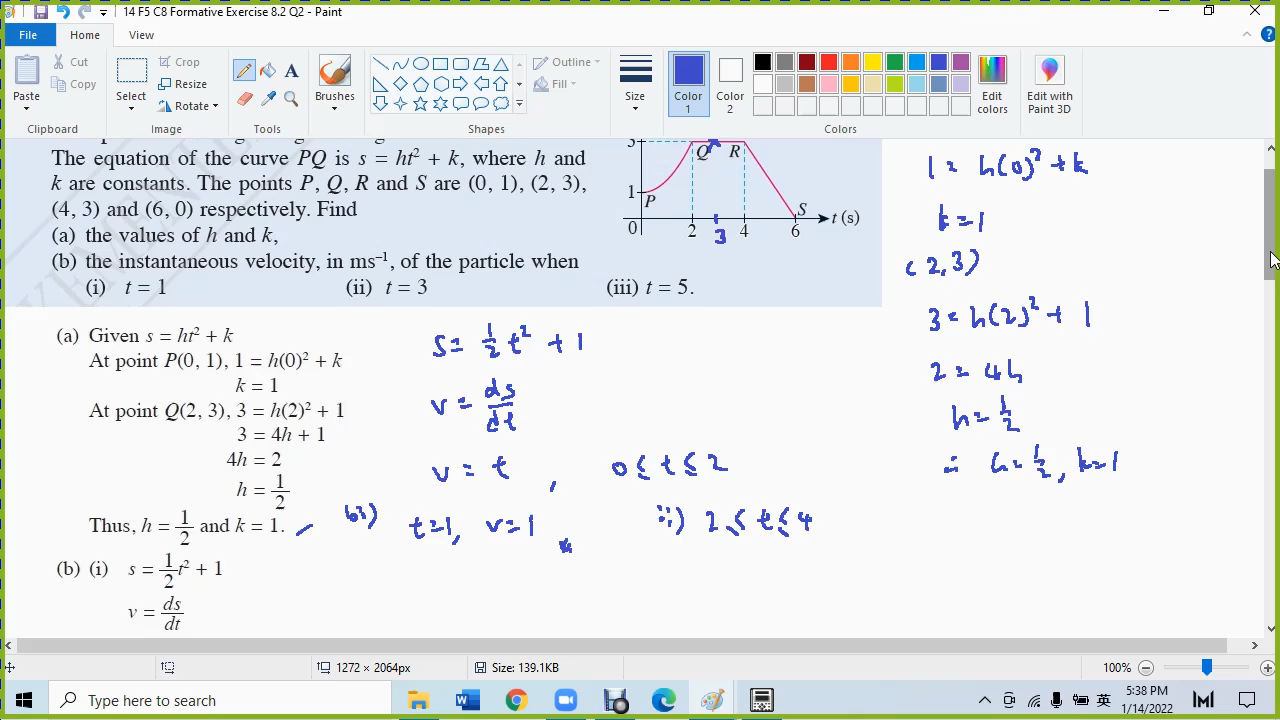 14 F5 C8 Formative Exercise 8.2 Q2 - Paint
File Home View
Cut
Copy
Paste
Clipboard
Select
Crop
Resize
Rotate
Image
A
Tools
Brushes
Outline
Fill
Shapes
Size
Color 1
Color 2
Edit colors
Edit with Paint 3D
Colors
The equation of the curve PQ is s = ht² + k, where h and
k are constants. The points P, Q, R and S are (0, 1), (2, 3),
(4, 3) and (6, 0) respectively. Find
(a) the values of h and k,
(b) the instantaneous velocity, in ms⁻¹, of the particle when
(i) t = 1 (ii) t = 3 (iii) t = 5.
3 Q R
1 P
S
0 2 3 4 6 t (s)
(a) Given s = ht² + k
At point P(0, 1), 1 = h(0)² + k
k = 1
At point Q(2, 3), 3 = h(2)² + 1
3 = 4h + 1
4h = 2
h = 1/2
Thus, h = 1/2 and k = 1.
(b) (i) s = 1/2 t² + 1
v = ds/dt
s = 1/2 t² + 1
v = ds/dt
v = t , 0 ≤ t ≤ 2
bi) t=1, v=1
ii) 2 ≤ t ≤ 4
1 = h(0)² + k
k = 1
(2, 3)
3 = h(2)² + 1
2 = 4h
h = 1/2
∴ h = 1/2, k = 1
1272 × 2064px
Size: 139.1KB
100%
Type here to search
英
5:38 PM
1/14/2022